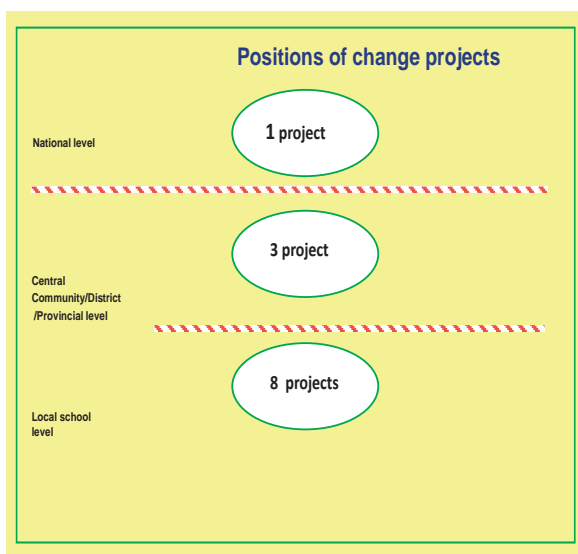 Positions of change projects
1 project
National level
3 project
Central
Community/District
/Provincial level
8 projects
Local school
level